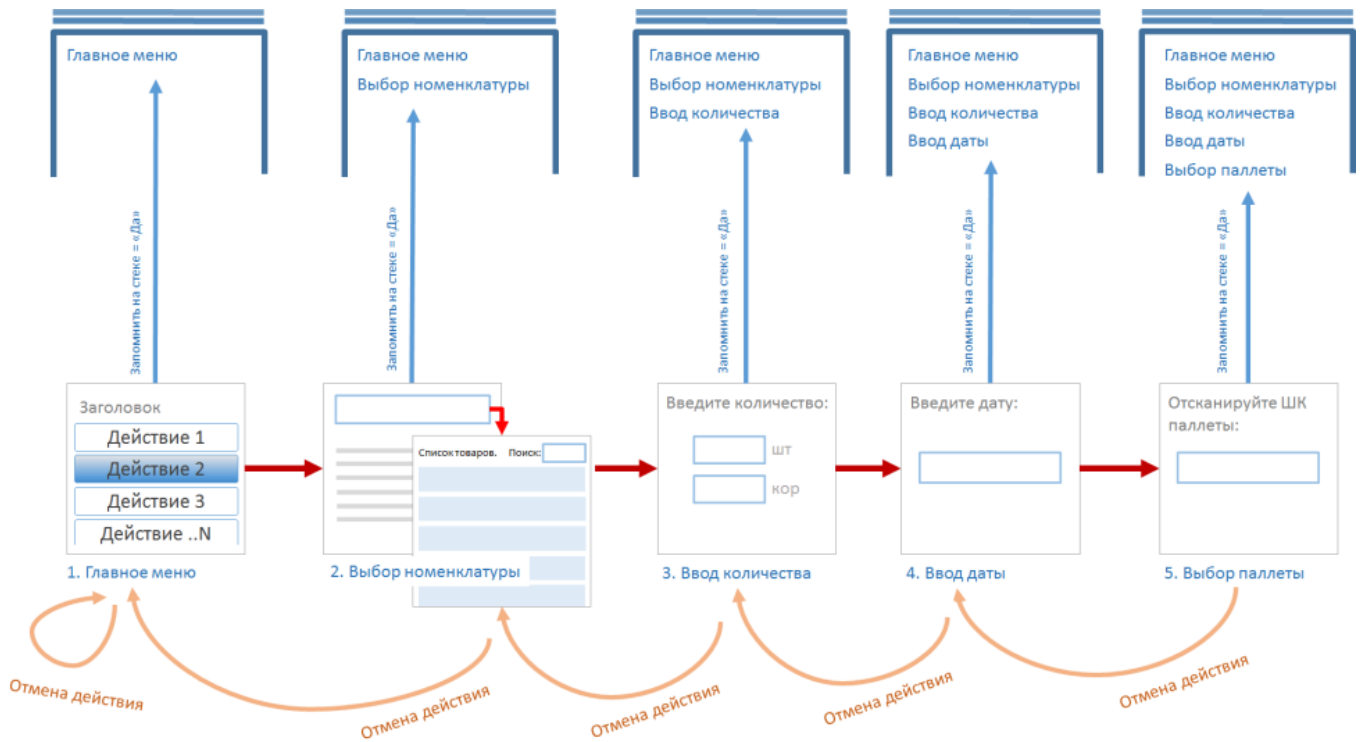 Главное меню
Главное меню
Выбор номенклатуры
Главное меню
Выбор номенклатуры
Ввод количества
Главное меню
Выбор номенклатуры
Ввод количества
Ввод даты
Главное меню
Выбор номенклатуры
Ввод количества
Ввод даты
Выбор паллеты
Запомнить на стеке = «Да»
Запомнить на стеке = «Да»
Запомнить на стеке = «Да»
Запомнить на стеке = «Да»
Запомнить на стеке = «Да»
Заголовок
Действие 1
Действие 2
Действие 3
Действие ..N
Список товаров. Поиск:
Введите количество:
шт
кор
Введите дату:
Отсканируйте ШК
паллеты:
1. Главное меню
2. Выбор номенклатуры
3. Ввод количества
4. Ввод даты
5. Выбор паллеты
Отмена действия
Отмена действия
Отмена действия
Отмена действия
Отмена действия